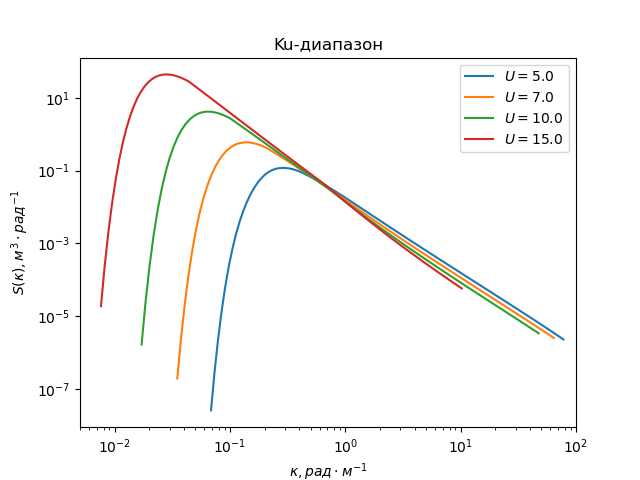 Ku-диапазон
S(κ), м³ · рад⁻¹
10¹
10⁻¹
10⁻³
10⁻⁵
10⁻⁷
U = 5.0
U = 7.0
U = 10.0
U = 15.0
10⁻² 10⁻¹ 10⁰ 10¹ 10²
κ, рад · м⁻¹